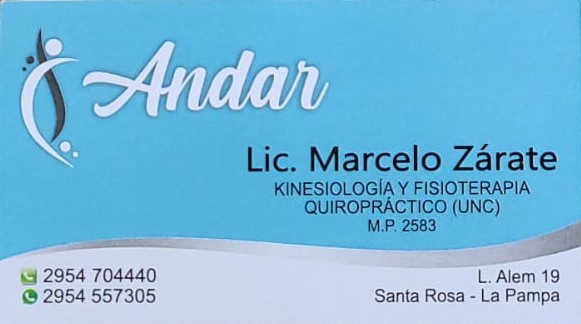 Andar
Lic. Marcelo Zárate
KINESIOLOGÍA Y FISIOTERAPIA
QUIROPRÁCTICO (UNC)
M.P. 2583
2954 704440
2954 557305
L. Alem 19
Santa Rosa - La Pampa